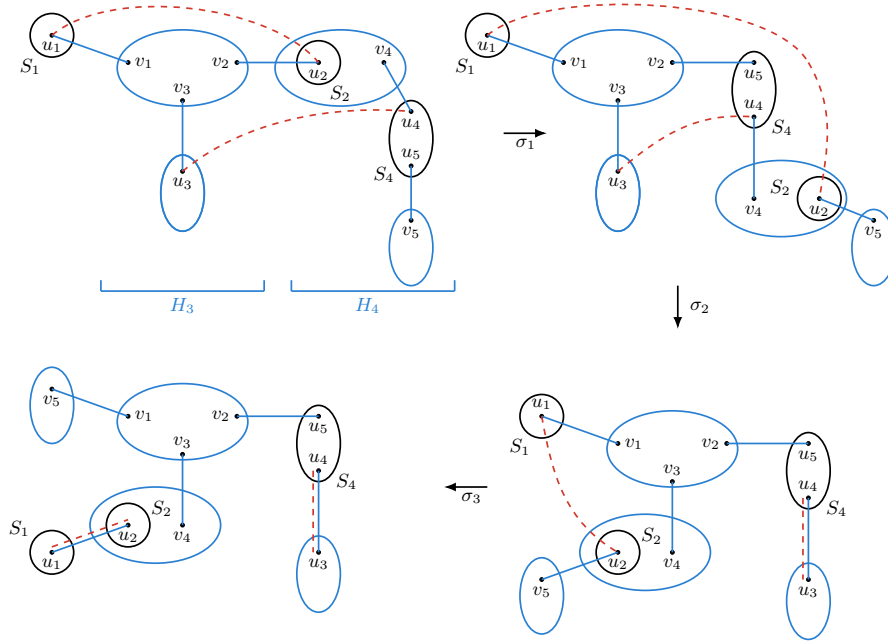 u₁ v₁ v₂ u₂ v₄
S₁ S₂
v₃
u₄
u₅
u₃ S₄
v₅
H₃ H₄
σ₁
u₁ v₁ v₂ u₅
S₁
v₃ u₄
S₄
u₃ S₂
v₄ u₂ v₅
σ₂
v₅ v₁ v₂ u₅
v₃ u₄
S₄
S₂
S₁ u₂ v₄
u₁ u₃
σ₃
u₁
S₁ v₁ v₂ u₅
v₃ u₄
S₄
S₂
u₂ v₄
v₅ u₃